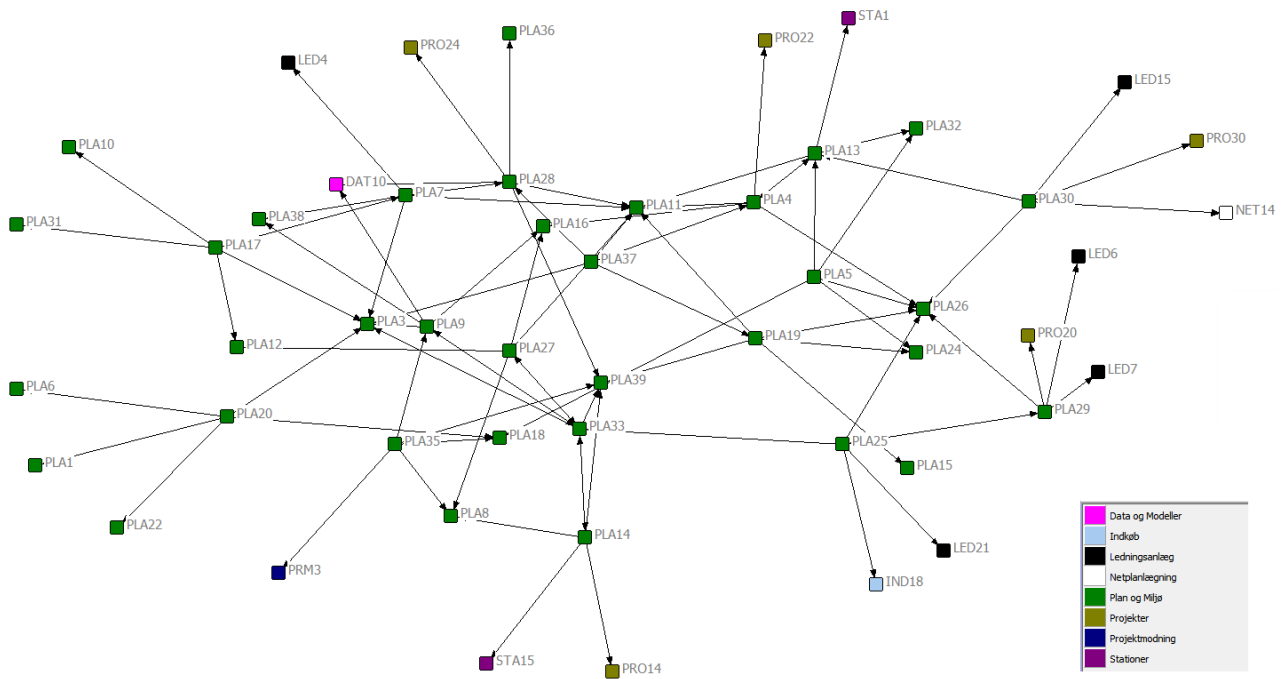 STA1
PLA36
PRO22
PRO24
LED4
LED15
PLA32
PRO30
PLA10
PLA13
PLA28
DAT10
PLA7
PLA30
PLA11
PLA4
NET14
PLA38
PLA16
PLA31
PLA17
LED6
PLA37
PLA5
PLA26
PLA3
PLA9
PRO20
PLA19
PLA12
PLA27
PLA24
LED7
PLA39
PLA6
PLA29
PLA20
PLA33
PLA18
PLA35
PLA25
PLA1
PLA15
PLA8
PLA22
PLA14
LED21
PRM3
IND18
STA15
PRO14
Data og Modeller
Indkøb
Ledningsanlæg
Netplanlægning
Plan og Miljø
Projekter
Projektmodning
Stationer